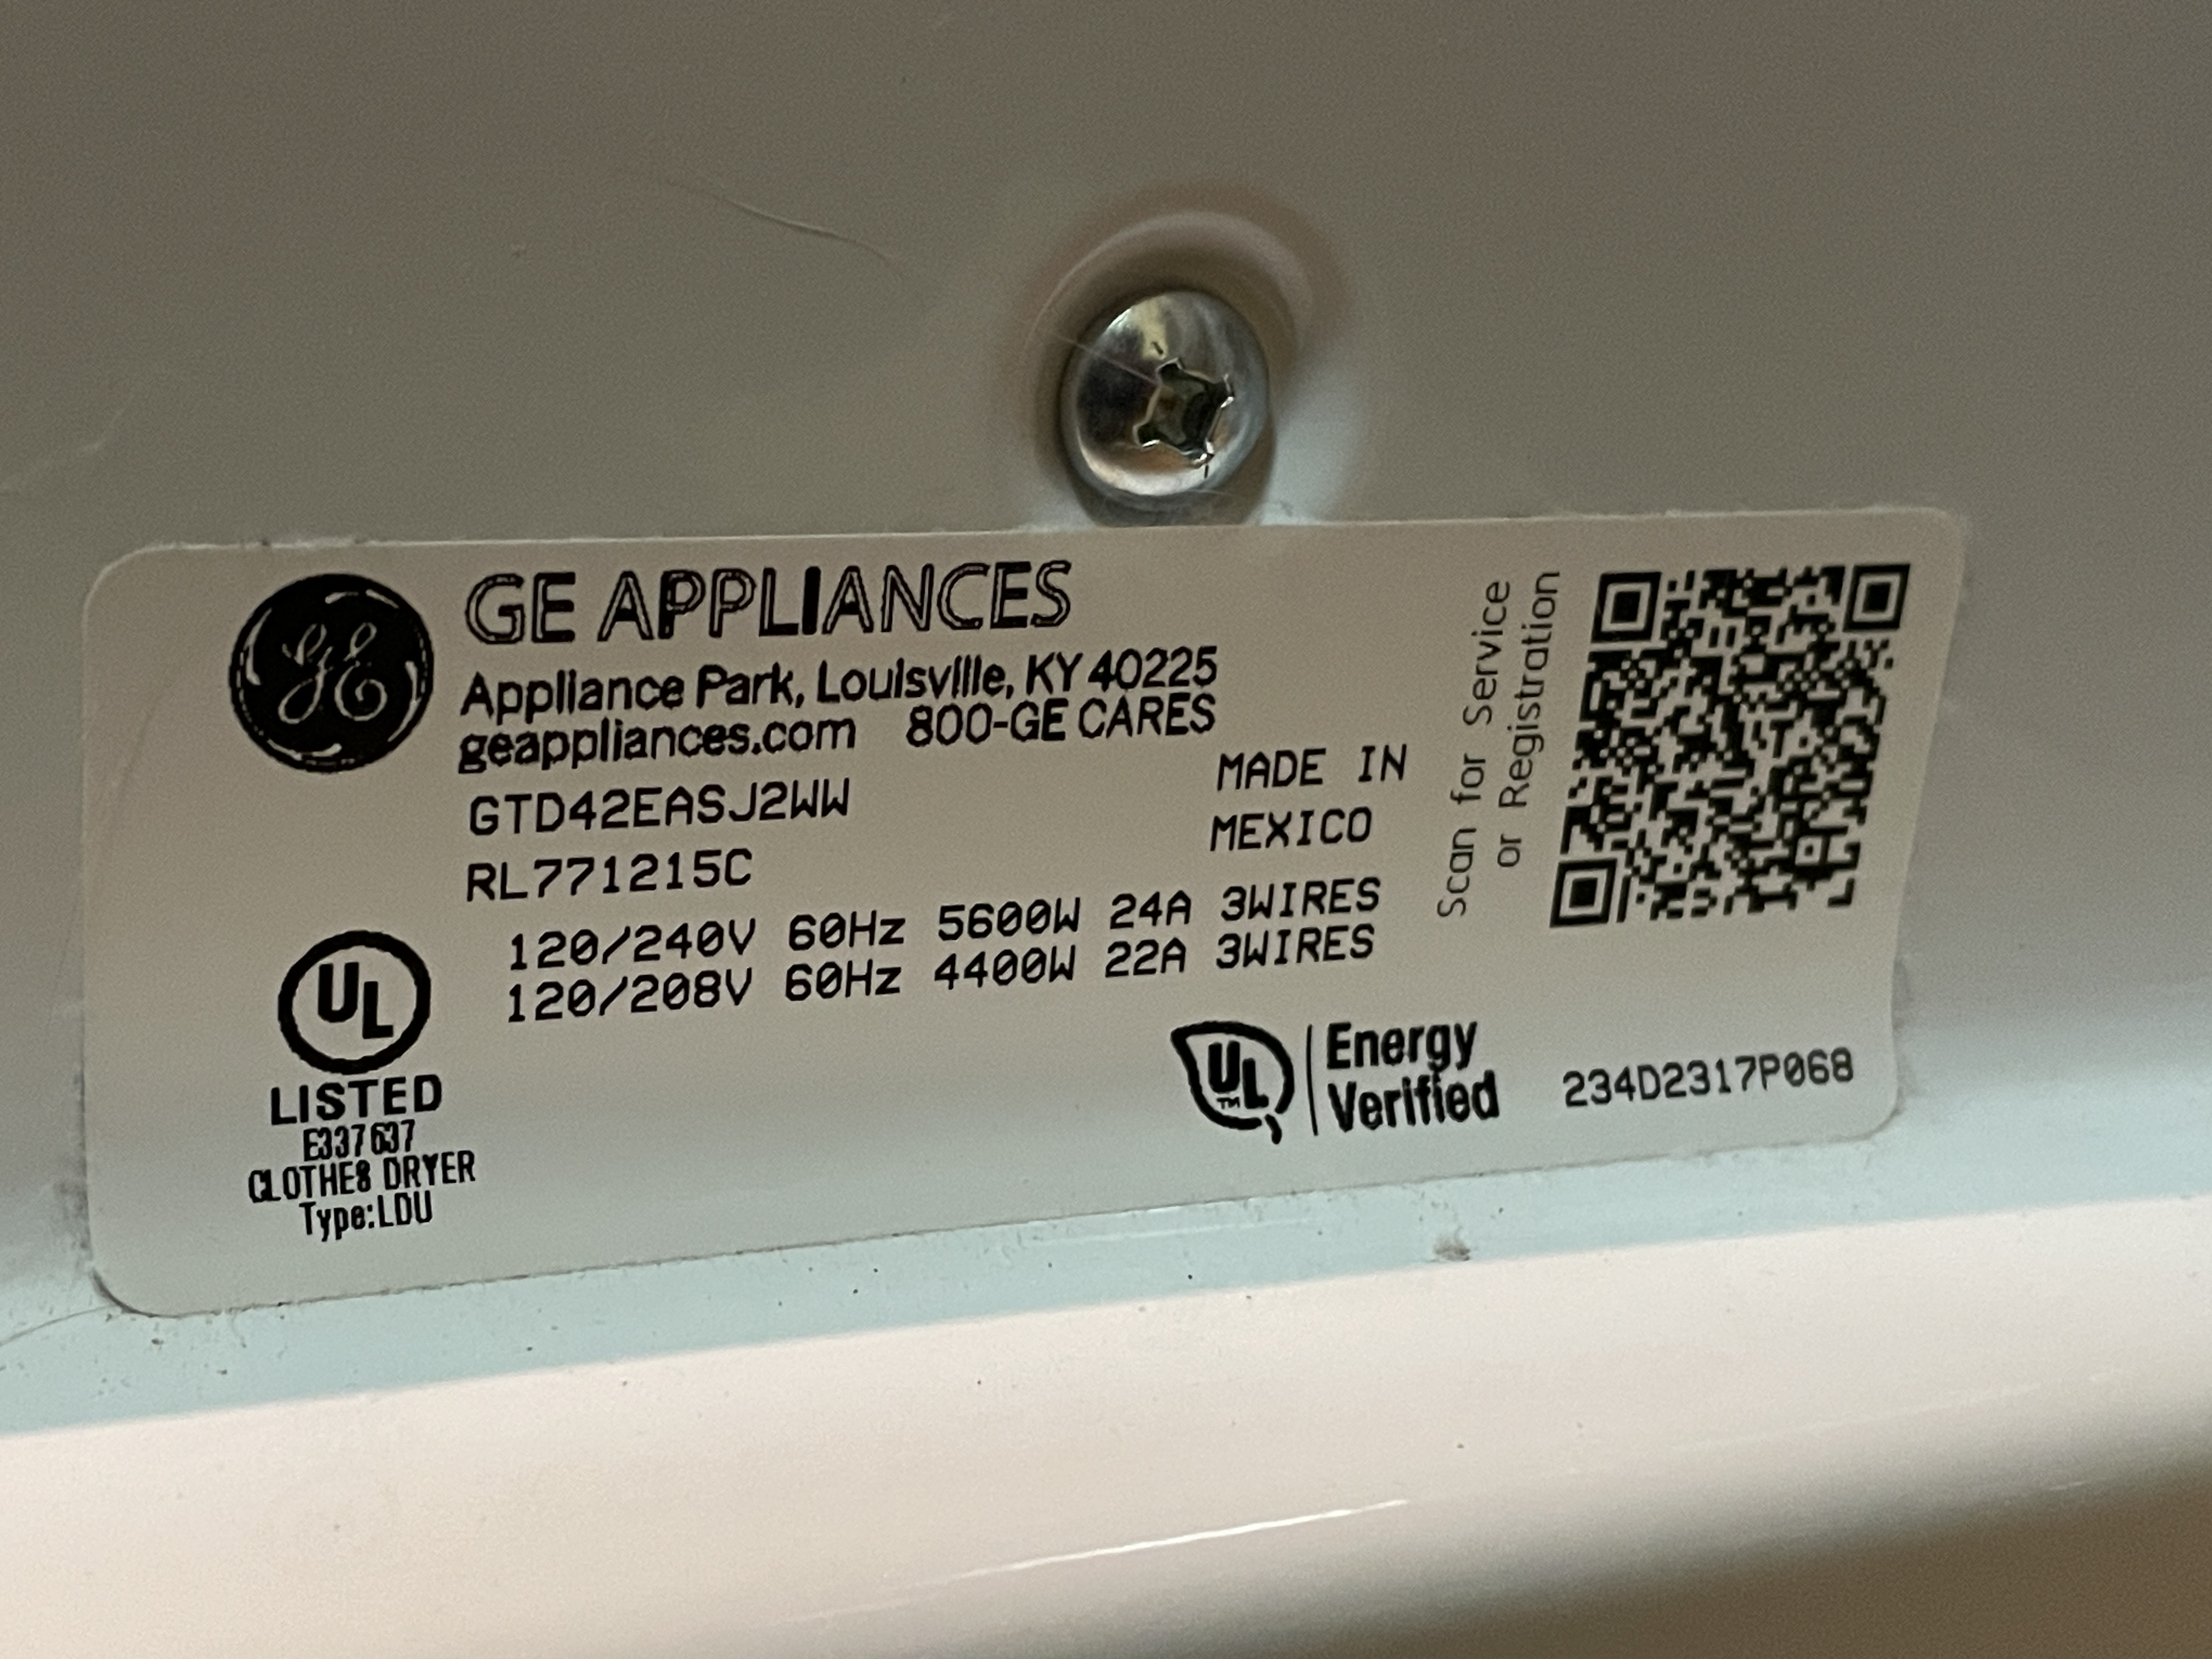 GE
GE APPLIANCES
Appliance Park, Louisville, KY 40225
geappliances.com 800-GE CARES
GTD42EASJ2WW
RL771215C
MADE IN
MEXICO
120/240V 60Hz 5600W 24A 3WIRES
120/208V 60Hz 4400W 22A 3WIRES
Scan for Service
or Registration
UL
LISTED
E337637
CLOTHES DRYER
Type:LDU
UL
TM
Energy
Verified
234D2317P068